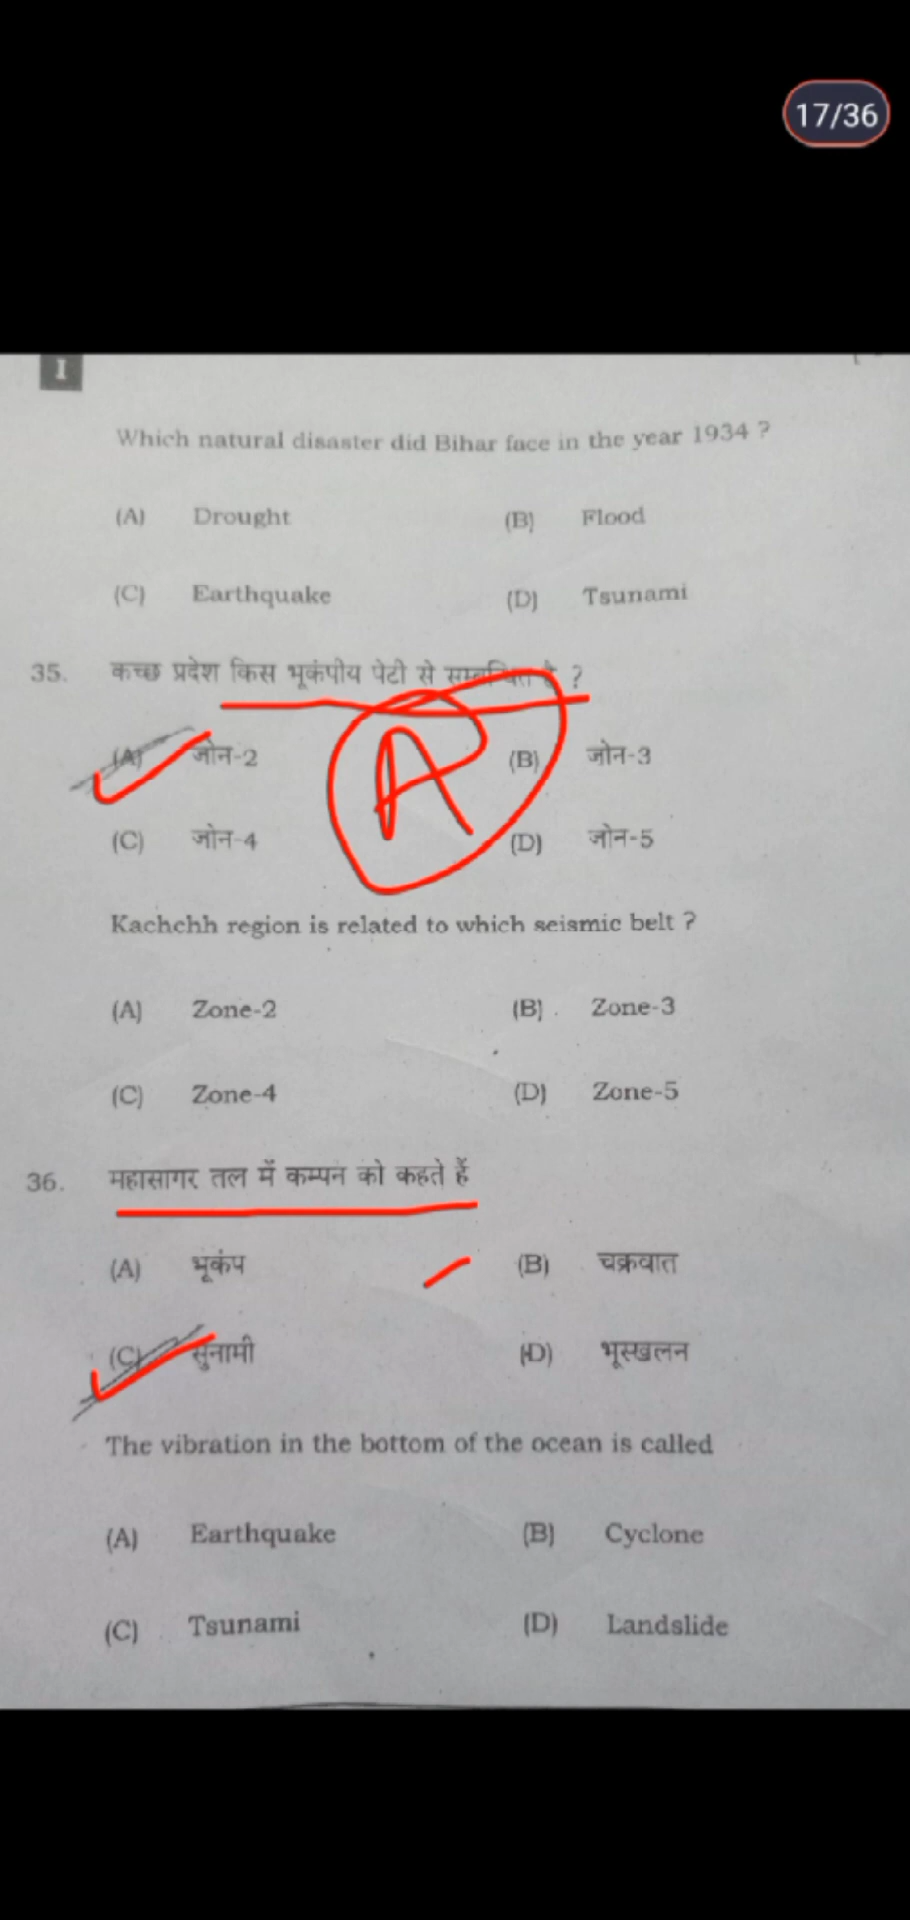 17/36
I
Which natural disaster did Bihar face in the year 1934 ?
(A) Drought (B) Flood
(C) Earthquake (D) Tsunami
35. कच्छ प्रदेश किस भूकंपीय पेटी से सम्बन्धित है ?
(A) जोन-2 (B) जोन-3
A
(C) जोन-4 (D) जोन-5
Kachchh region is related to which seismic belt ?
(A) Zone-2 (B) Zone-3
(C) Zone-4 (D) Zone-5
36. महासागर तल में कम्पन को कहते हैं
(A) भूकंप (B) चक्रवात
(C) सुनामी (D) भूस्खलन
The vibration in the bottom of the ocean is called
(A) Earthquake (B) Cyclone
(C) Tsunami (D) Landslide